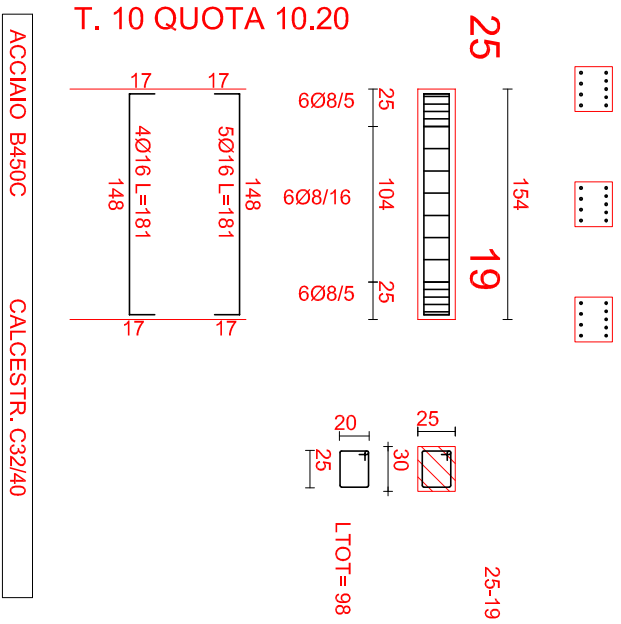 T. 10 QUOTA 10.20
ACCIAIO B450C
CALCESTR. C32/40
17
17
4Ø16 L=181
148
5Ø16 L=181
148
17
17
6Ø8/5
25
6Ø8/16
104
6Ø8/5
25
25
19
154
20
25
LTOT= 98
25
30
25-19